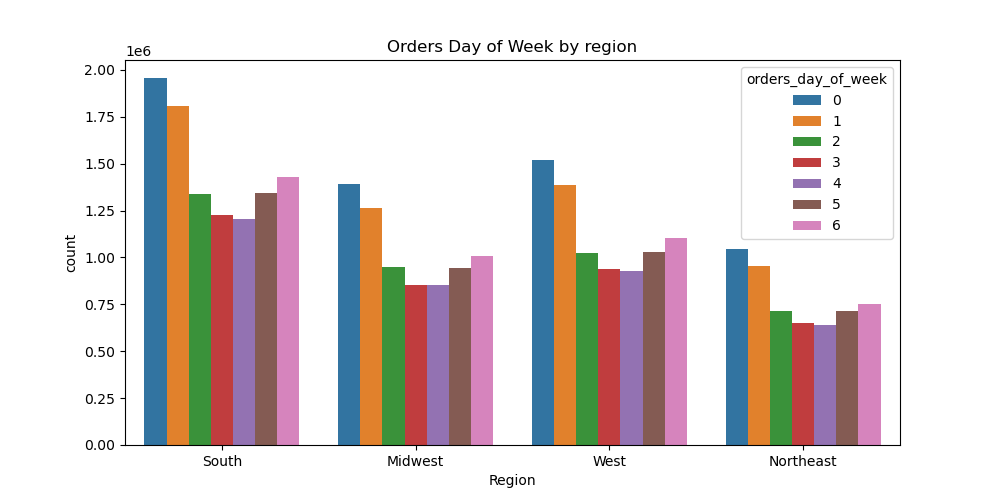 Orders Day of Week by region
1e6
2.00
1.75
1.50
1.25
1.00
0.75
0.50
0.25
0.00
count
orders_day_of_week
0
1
2
3
4
5
6
South Midwest West Northeast
Region